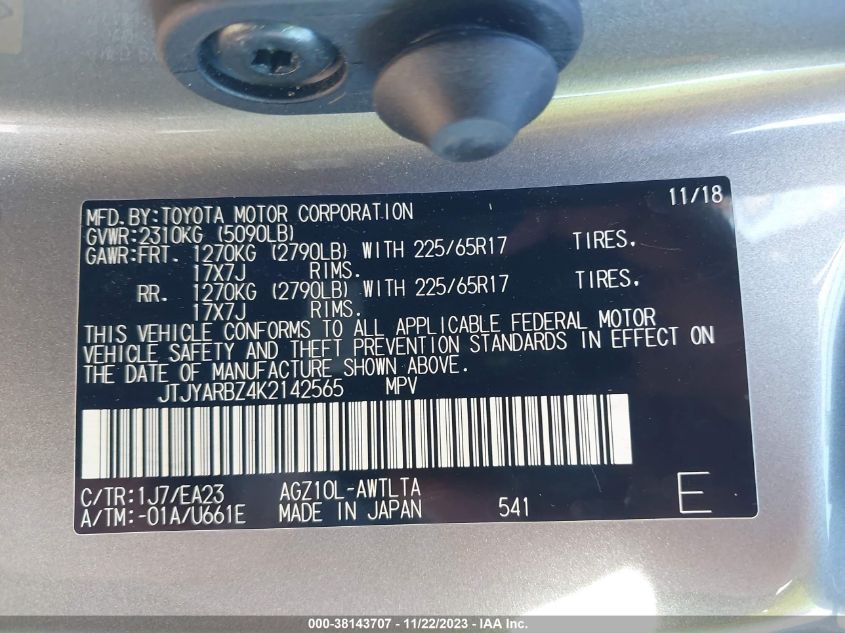 MFD.BY:TOYOTA MOTOR CORPORATION 11/18
GVWR:2310KG (5090LB)
GAWR:FRT. 1270KG (2790LB) WITH 225/65R17 TIRES.
17X7J RIMS.
RR. 1270KG (2790LB) WITH 225/65R17 TIRES.
17X7J RIMS.
THIS VEHICLE CONFORMS TO ALL APPLICABLE FEDERAL MOTOR
VEHICLE SAFETY AND THEFT PREVENTION STANDARDS IN EFFECT ON
THE DATE OF MANUFACTURE SHOWN ABOVE.
JTJYARBZ4K2142565 MPV
C/TR:1J7/EA23 AGZ10L-AWTLTA
A/TM:-01A/U661E MADE IN JAPAN 541 E
000-38143707 - 11/22/2023 - IAA Inc.